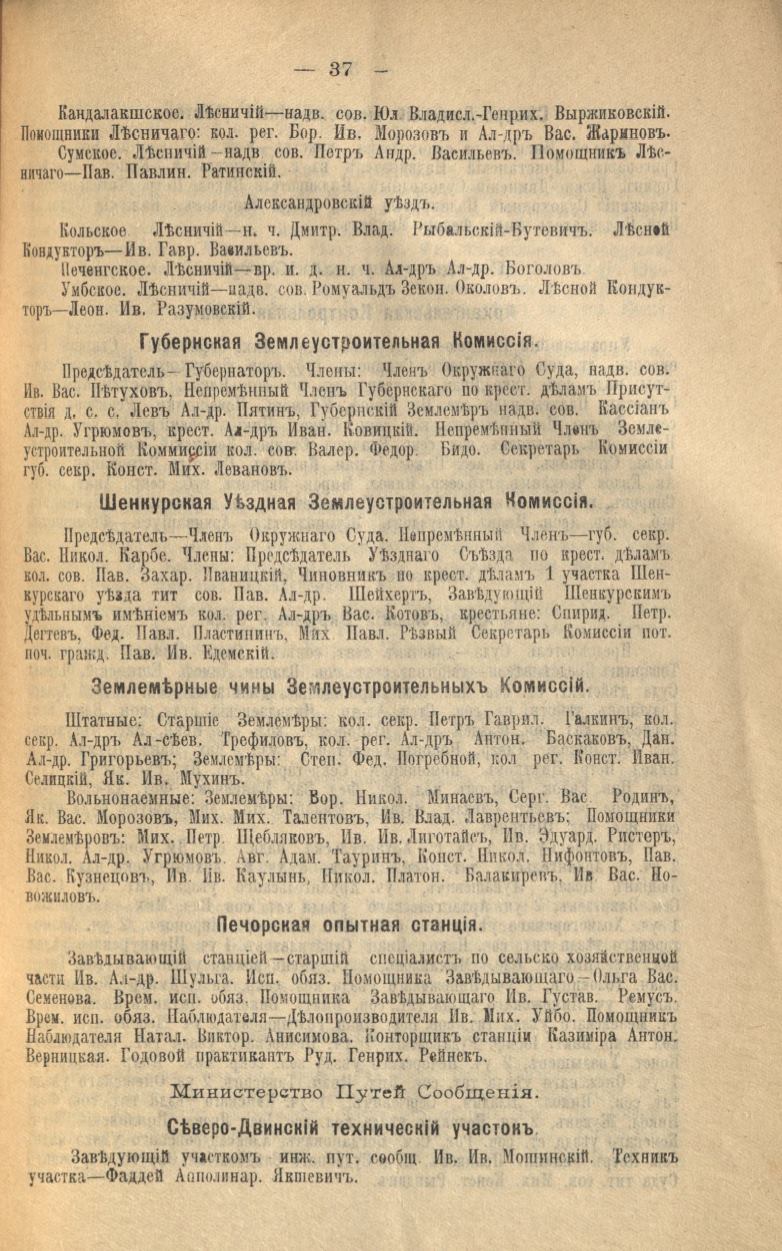 — 37 —
Кандалакшское. Лѣсничій—надв. сов. Юл. Владисл.-Генрих. Выржиковскій.
Помощники Лѣсничаго: кол. рег. Бор. Ив. Морозовъ и Ал-дръ Вас. Жариновъ.
Сумское. Лѣсничій—надв сов. Петръ Андр. Васильевъ. Помощникъ Лѣс-
ничаго—Пав. Павлин. Ратинскій.
Александровскій уѣздъ.
Кольское Лѣсничій—н. ч. Дмитр. Влад. Рыбальскій-Бутевичъ. Лѣсной
Кондукторъ—Ив. Гавр. Васильевъ.
Печенгское. Лѣсничій—вр. и. д. н. ч. Ал-дръ Ал-др. Боголовъ
Умбское. Лѣсничій—надв. сов. Ромуальдъ Зекон. Околовъ. Лѣсной Кондук-
торъ—Леон. Ив. Разумовскій.
Губернская Землеустроительная Комиссія.
Предсѣдатель—Губернаторъ. Члены: Членъ Окружнаго Суда, надв. сов.
Ив. Вас. Пѣтуховъ, Непремѣнный Членъ Губернскаго по крест. дѣламъ Присут-
ствія д. с. с. Левъ Ал-др. Пятинъ, Губернскій Землемѣръ надв. сов. Кассіанъ
Ал-др. Угрюмовъ, крест. Ал-дръ Иван. Ковицкій. Непремѣнный Членъ Земле-
устроительной Коммиссіи кол. сов. Валер. Федор. Бидо. Секретарь Комиссіи
губ. секр. Конст. Мих. Левановъ.
Шенкурская Уѣздная Землеустроительная Комиссія.
Предсѣдатель—Членъ Окружнаго Суда. Непремѣнный Членъ—губ. секр.
Вас. Никол. Карбе. Члены: Предсѣдатель Уѣзднаго Съѣзда по крест. дѣламъ
кол. сов. Пав. Захар. Иваницкій, Чиновникъ по крест. дѣламъ 1 участка Шен-
курскаго уѣзда тит сов. Пав. Ал-др. Шейхертъ, Завѣдующій Шенкурскимъ
удѣльнымъ имѣніемъ кол. рег. Ал-дръ Вас. Котовъ, крестьяне: Спирид. Петр.
Дегтевъ, Фед. Павл. Пластининъ, Мих Павл. Рѣзвый Секретарь Комиссіи пот.
поч. гражд. Пав. Ив. Едемскій.
Землемѣрные чины Землеустроительныхъ Комиссій.
Штатные: Старшіе Землемѣры: кол. секр. Петръ Гаврил. Галкинъ, кол.
секр. Ал-дръ Ал-сѣев. Трефиловъ, кол. рег. Ал-дръ Антон. Баскаковъ, Дан.
Ал-др. Григорьевъ; Землемѣры: Степ. Фед. Погребной, кол рег. Конст. Иван.
Селицкій, Як. Ив. Мухинъ.
Вольнонаемные: Землемѣры: Вор. Никол. Минаевъ, Серг. Вас. Родинъ,
Як. Вас. Морозовъ, Мих. Мих. Талентовъ, Ив. Влад. Лаврентьевъ; Помощники
Землемѣровъ: Мих. Петр. Щебляковъ, Ив. Ив. Лиготайсъ, Ив. Эдуард. Ристеръ,
Никол. Ал-др. Угрюмовъ. Авг. Адам. Тауринъ, Конст. Никол. Нифонтовъ, Пав.
Вас. Кузнецовъ, Ив. Ив. Каулынь, Никол. Платон. Балакиревъ, Ив Вас. Но-
вожиловъ.
Печорская опытная станція.
Завѣдывающій станціей—старшій спеціалистъ по сельско хозяйственной
части Ив. Ал-др. Шульга. Исп. обяз. Помощника Завѣдывающаго—Ольга Вас.
Семенова. Врем. исп. обяз. Помощника Завѣдывающаго Ив. Густав. Ремусъ.
Врем. исп. обяз. Наблюдателя—Дѣлопроизводителя Ив. Мих. Уйбо. Помощникъ
Наблюдателя Натал. Виктор. Анисимова. Конторщикъ станціи Казиміра Антон.
Верницкая. Годовой практикантъ Руд. Генрих. Рейнек.
Министерство Путей Сообщенія.
Сѣверо-Двинскій техническій участокъ
Завѣдующій участкомъ инж. пут. сообщ. Ив. Ив. Мошинскій. Техникъ
участка—Фаддей Апполинар. Якшевичъ.